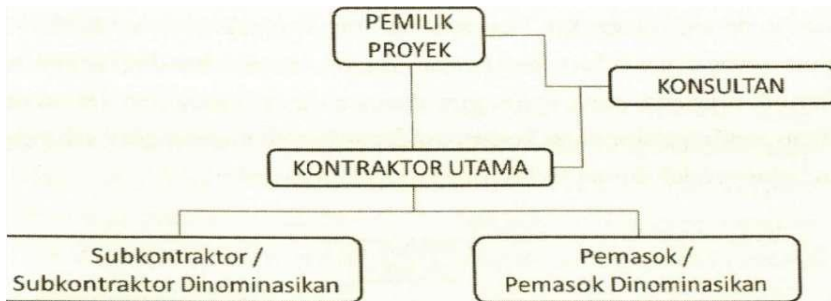 PEMILIK
PROYEK
KONSULTAN
KONTRAKTOR UTAMA
Subkontraktor /
Subkontraktor Dinominasikan
Pemasok /
Pemasok Dinominasikan